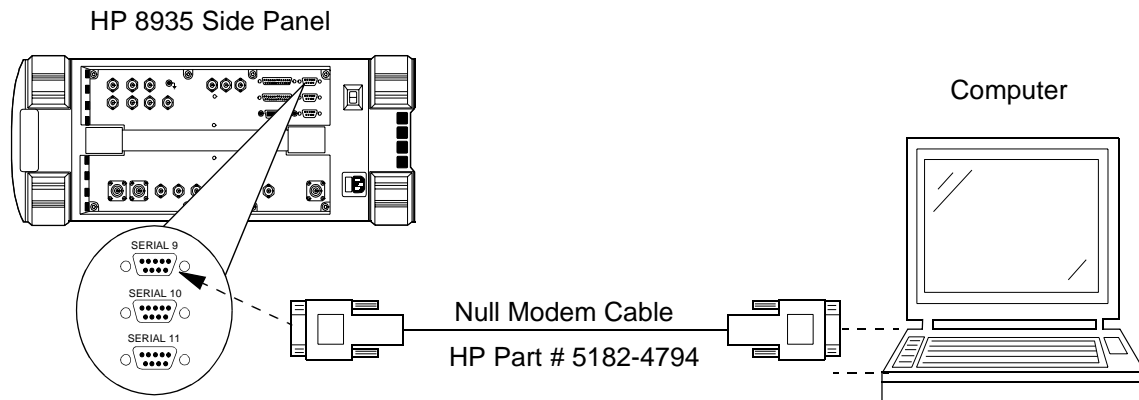 HP 8935 Side Panel
Computer
SERIAL 9
SERIAL 10
SERIAL 11
Null Modem Cable
HP Part # 5182-4794